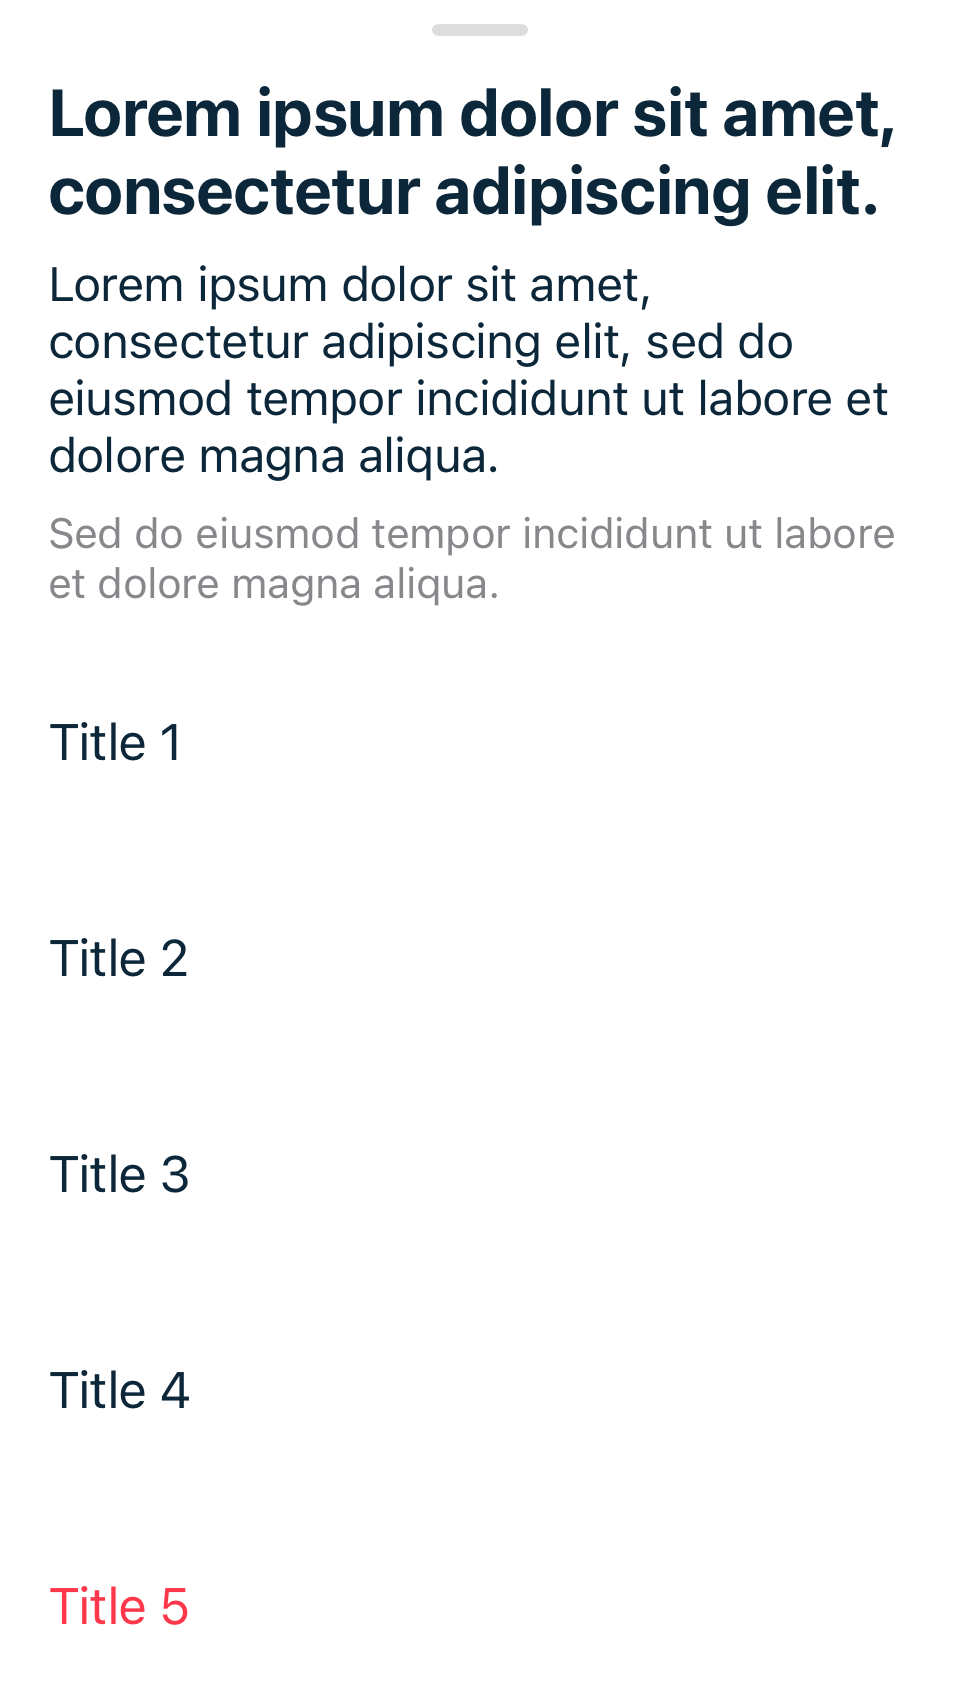 Lorem ipsum dolor sit amet,
consectetur adipiscing elit.
Lorem ipsum dolor sit amet,
consectetur adipiscing elit, sed do
eiusmod tempor incididunt ut labore et
dolore magna aliqua.
Sed do eiusmod tempor incididunt ut labore
et dolore magna aliqua.
Title 1
Title 2
Title 3
Title 4
Title 5